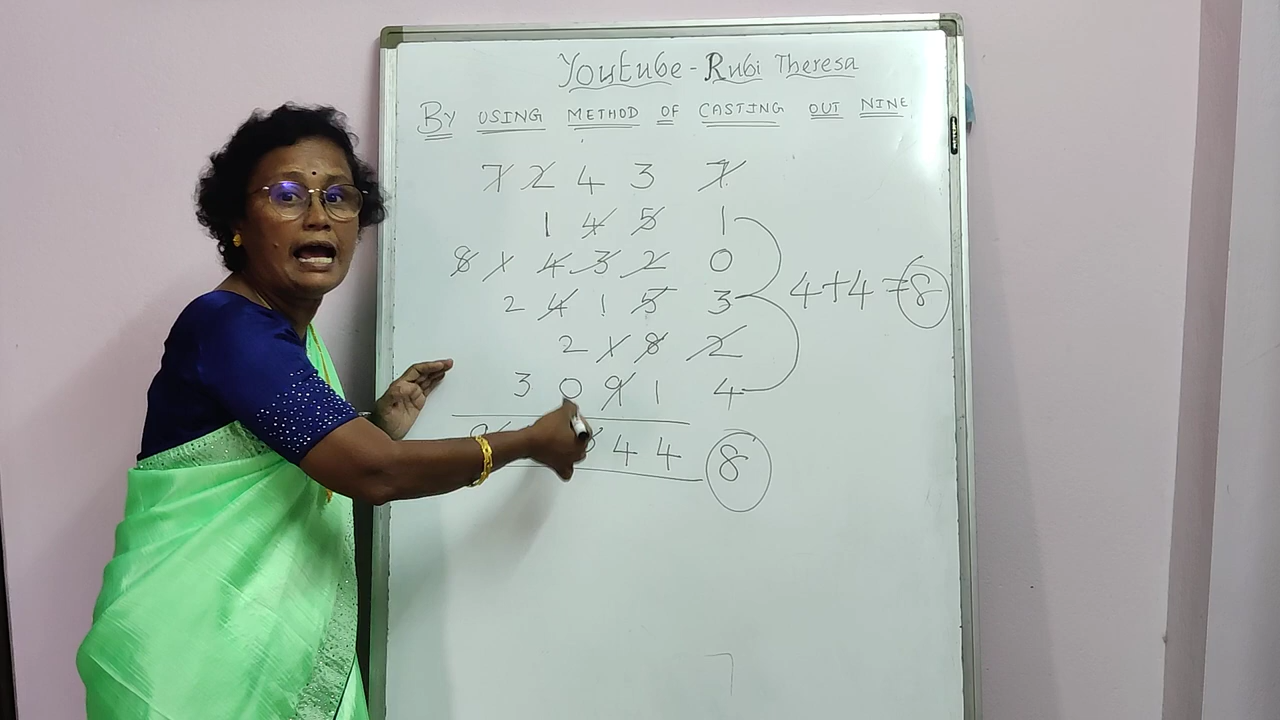 Youtube - Rubi Theresa
BY USING METHOD OF CASTING OUT NINE
7 2 4 3 7
1 4 5 1
8 1 4 3 2 0
2 4 1 5 3
4+4=8
2 1 8 2
3 0 9 1 4
4 4 8